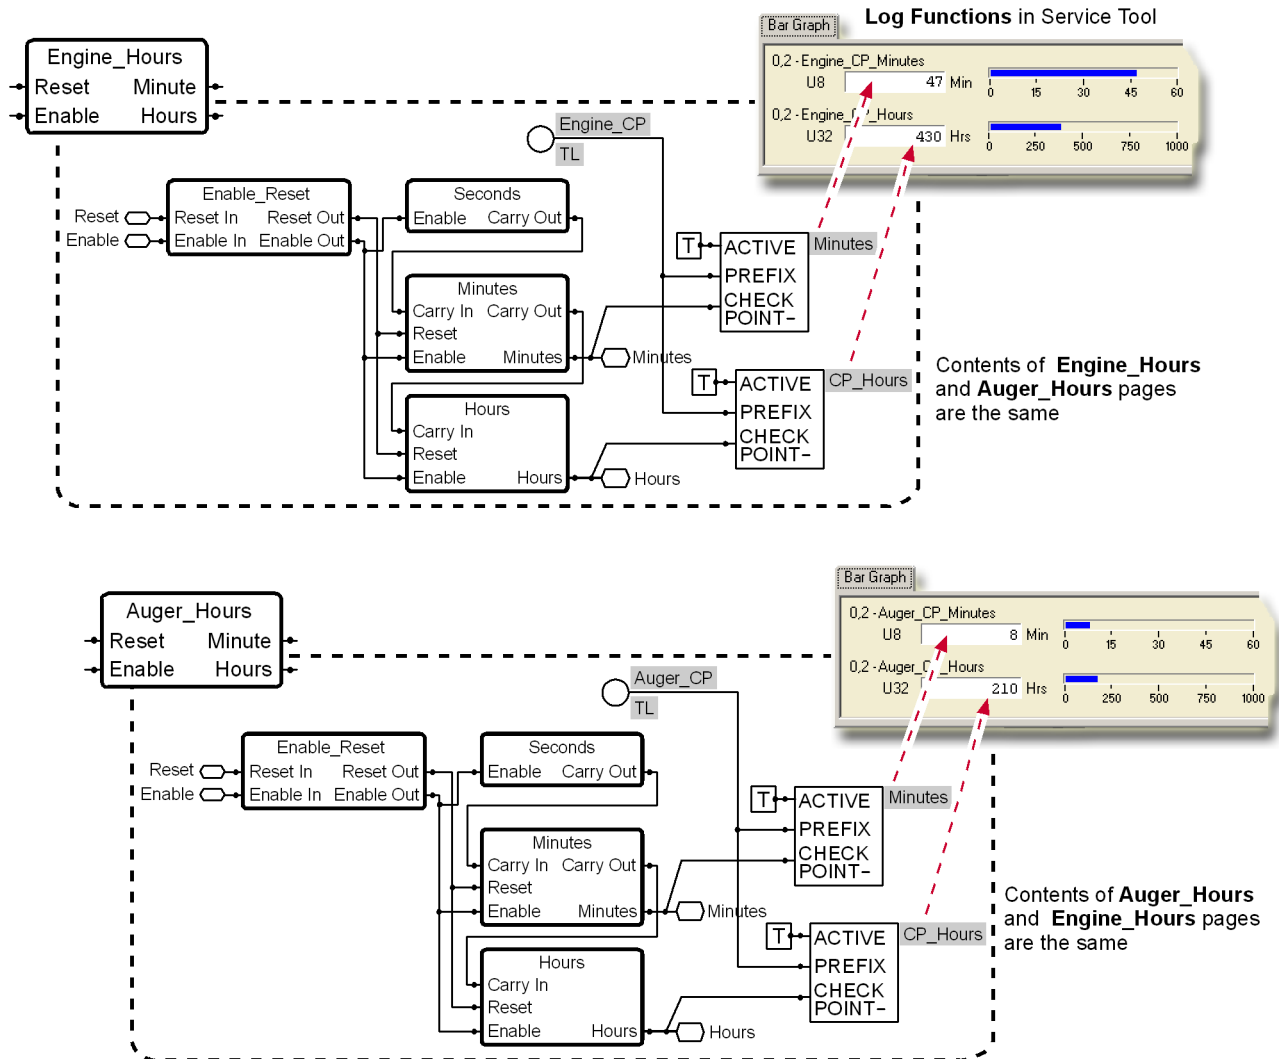 Log Functions in Service Tool
Engine_Hours
Reset Minute
Enable Hours
Bar Graph
0,2 - Engine_CP_Minutes
U8 47 Min
0 15 30 45 60
0,2 - Engine_CP_Hours
U32 430 Hrs
0 250 500 750 1000
Engine_CP
TL
Reset
Enable
Enable_Reset
Reset In Reset Out
Enable In Enable Out
Seconds
Enable Carry Out
Minutes
Carry In Carry Out
Reset
Enable Minutes
Minutes
Hours
Carry In
Reset
Enable Hours
Hours
T
ACTIVE
PREFIX
CHECK
POINT-
Minutes
T
ACTIVE
PREFIX
CHECK
POINT-
CP_Hours
Contents of Engine_Hours
and Auger_Hours pages
are the same
Auger_Hours
Reset Minute
Enable Hours
Bar Graph
0,2 - Auger_CP_Minutes
U8 8 Min
0 15 30 45 60
0,2 - Auger_CP_Hours
U32 210 Hrs
0 250 500 750 1000
Auger_CP
TL
Reset
Enable
Enable_Reset
Reset In Reset Out
Enable In Enable Out
Seconds
Enable Carry Out
Minutes
Carry In Carry Out
Reset
Enable Minutes
Minutes
Hours
Carry In
Reset
Enable Hours
Hours
T
ACTIVE
PREFIX
CHECK
POINT-
Minutes
T
ACTIVE
PREFIX
CHECK
POINT-
CP_Hours
Contents of Auger_Hours
and Engine_Hours pages
are the same